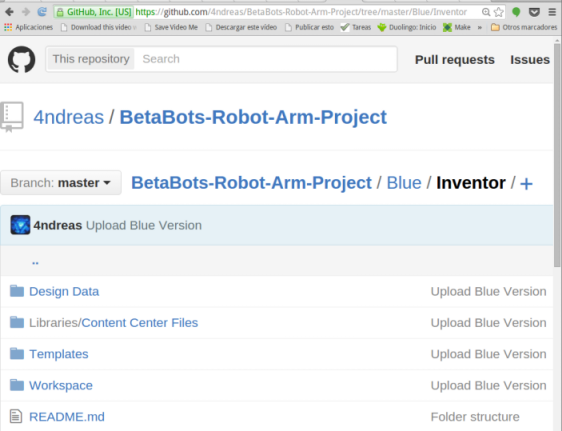 GitHub, Inc. [US] https://github.com/4ndreas/BetaBots-Robot-Arm-Project/tree/master/Blue/Inventor
Aplicaciones Download this video Save Video Me Descargar este vídeo Publicar esto Tareas Duolingo: Inicio Make » Otros marcadores
This repository Search Pull requests Issues
4ndreas / BetaBots-Robot-Arm-Project
Branch: master BetaBots-Robot-Arm-Project / Blue / Inventor / +
4ndreas Upload Blue Version
..
Design Data Upload Blue Version
Libraries/Content Center Files Upload Blue Version
Templates Upload Blue Version
Workspace Upload Blue Version
README.md Folder structure